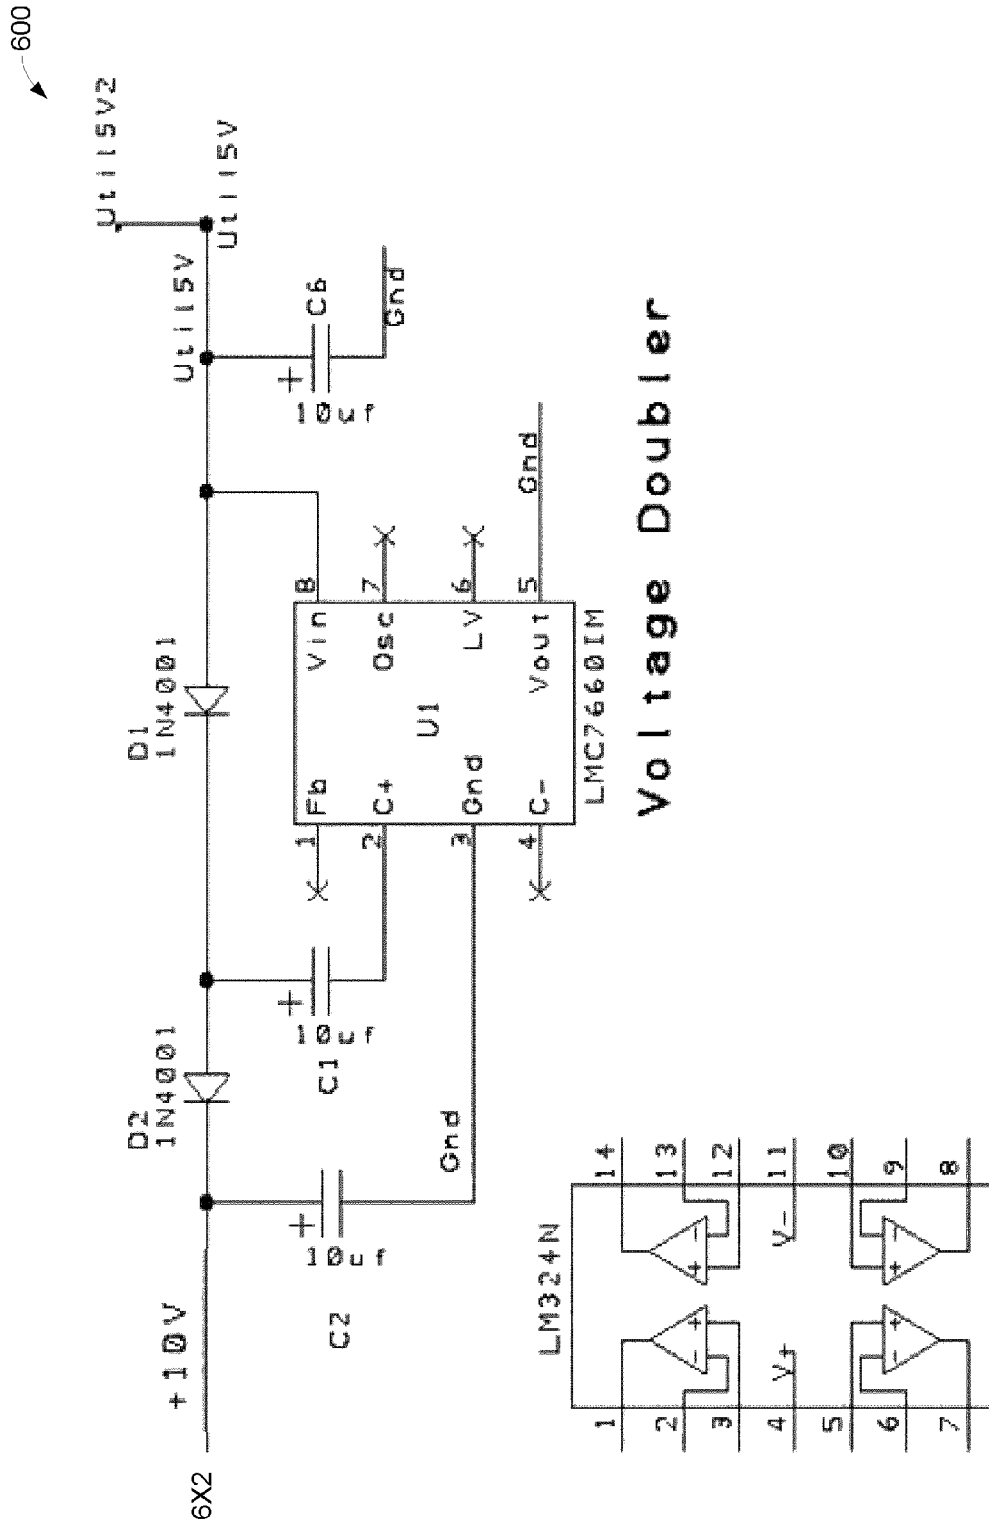 600
Util5V2
Util5V
Util5V
+10V
6X2
D2
1N4001
D1
1N4001
+
10uf
C2
+
10uf
C1
+
10uf
C6
Gnd
Gnd
Gnd
1
2
3
4
8
7
6
5
Fb
C+
Gnd
C-
Vin
Osc
LV
Vout
U1
LMC7660IM
Voltage Doubler
LM324N
1
2
3
4
5
6
7
14
13
12
11
10
9
8
V+
V-
- +
- +
+ -
+ -